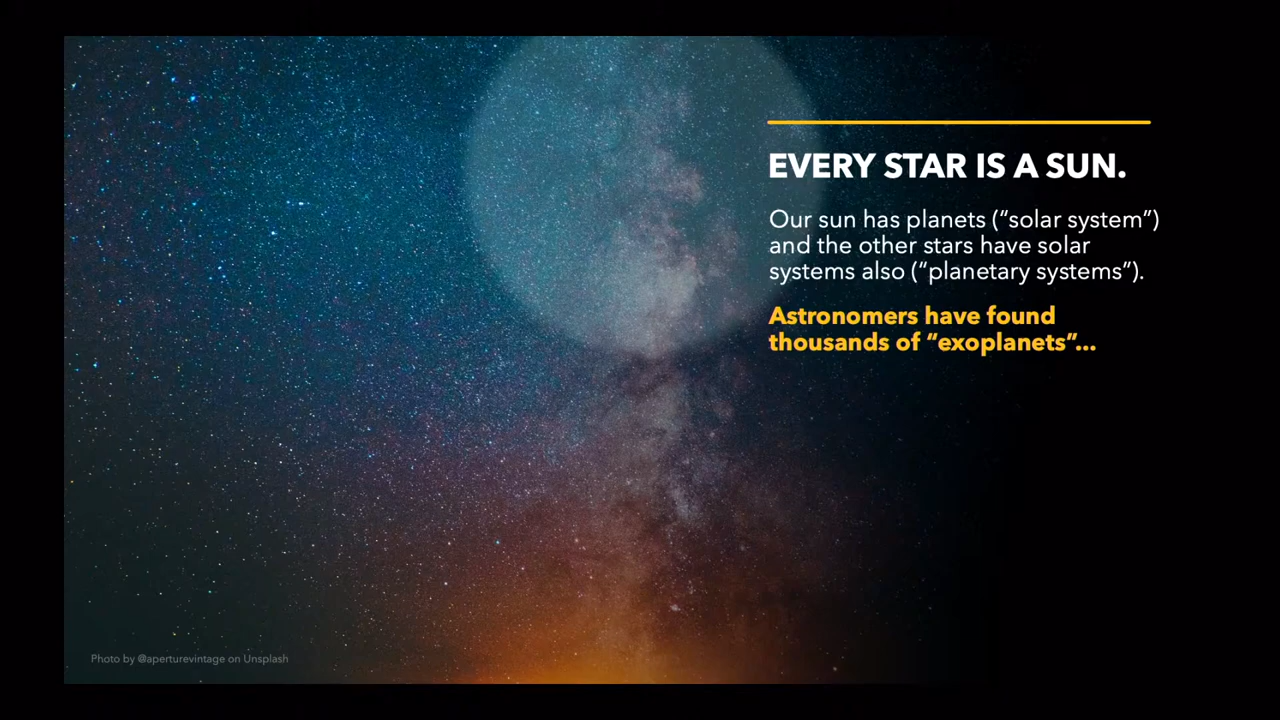 EVERY STAR IS A SUN.
Our sun has planets (“solar system”)
and the other stars have solar
systems also (“planetary systems”).
Astronomers have found
thousands of “exoplanets”...
Photo by @aperturevintage on Unsplash